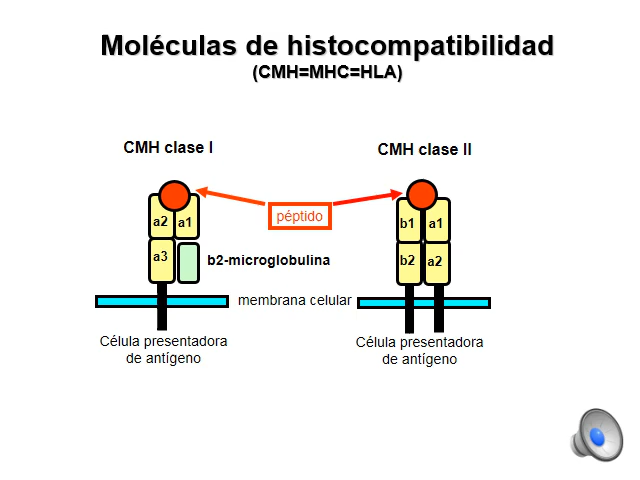 Moléculas de histocompatibilidad
(CMH=MHC=HLA)
CMH clase I
CMH clase II
péptido
a2 a1
b1 a1
a3
b2-microglobulina
b2 a2
membrana celular
Célula presentadora
de antígeno
Célula presentadora
de antígeno